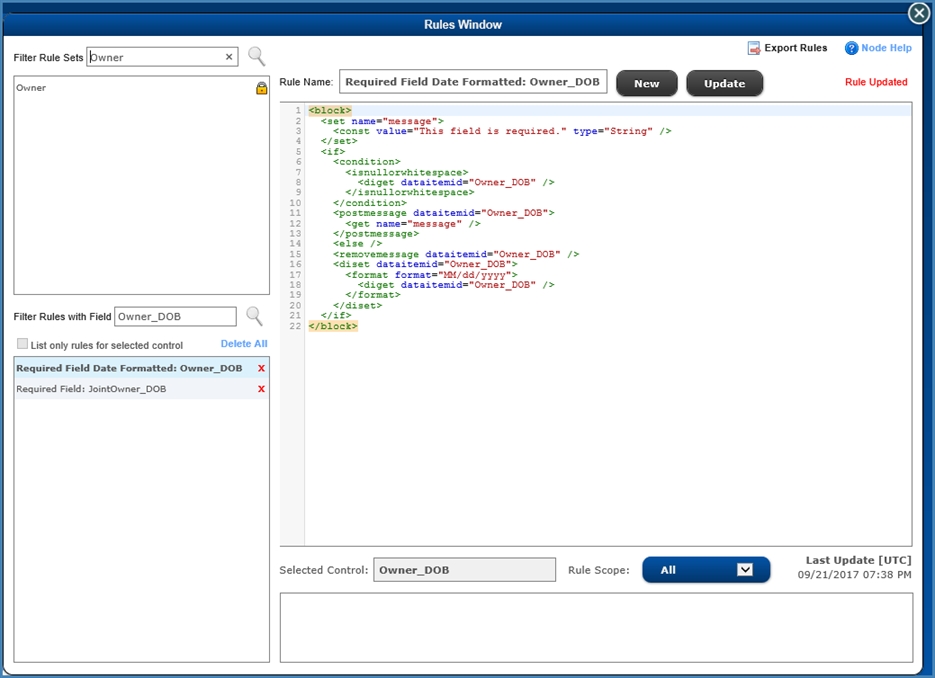 Rules Window
Filter Rule Sets Owner ×
Export Rules
? Node Help
Owner
Rule Name: Required Field Date Formatted: Owner_DOB New Update Rule Updated
1 <block>
2 <set name="message">
3 <const value="This field is required." type="String" />
4 </set>
5 <if>
6 <condition>
7 <isnullorwhitespace>
8 <diget dataitemid="Owner_DOB" />
9 </isnullorwhitespace>
10 </condition>
11 <postmessage dataitemid="Owner_DOB">
12 <get name="message" />
13 </postmessage>
14 <else />
15 <removemessage dataitemid="Owner_DOB" />
16 <diset dataitemid="Owner_DOB">
17 <format format="MM/dd/yyyy">
18 <diget dataitemid="Owner_DOB" />
19 </format>
20 </diset>
21 </if>
22 </block>
Filter Rules with Field Owner_DOB
List only rules for selected control Delete All
Required Field Date Formatted: Owner_DOB X
Required Field: JointOwner_DOB X
Selected Control: Owner_DOB Rule Scope: All
Last Update [UTC]
09/21/2017 07:38 PM